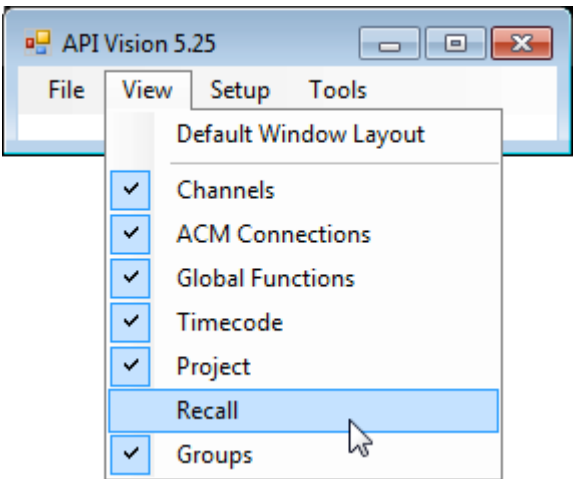 API Vision 5.25
File View Setup Tools
Default Window Layout
Channels
ACM Connections
Global Functions
Timecode
Project
Recall
Groups